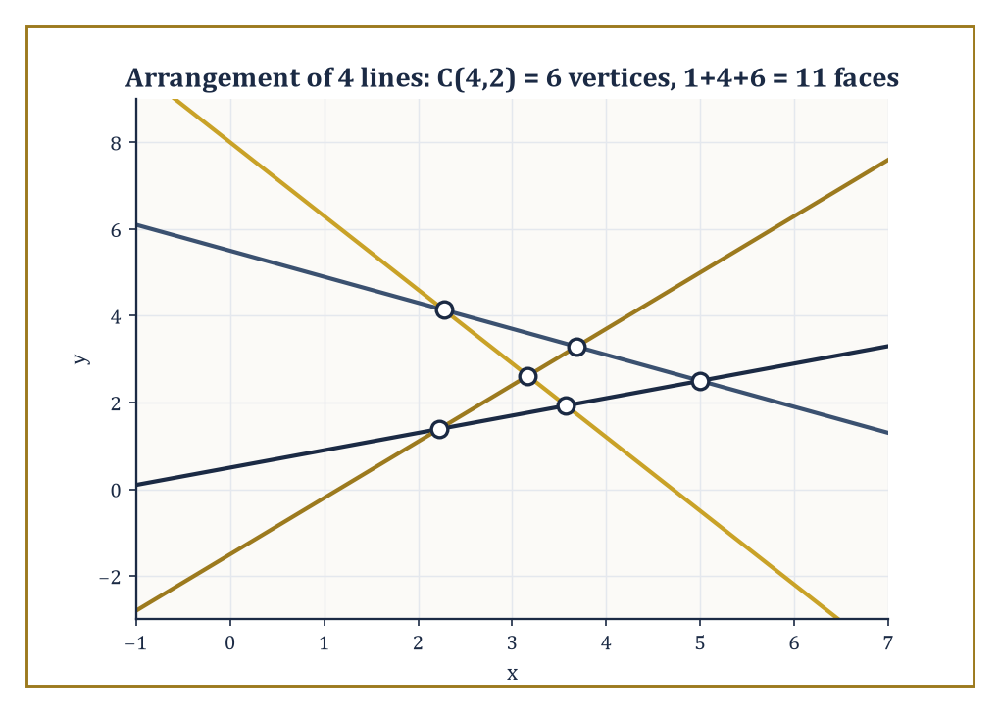 Arrangement of 4 lines: C(4,2) = 6 vertices, 1+4+6 = 11 faces
8
6
4
2
0
−2
y
−1 0 1 2 3 4 5 6 7
x